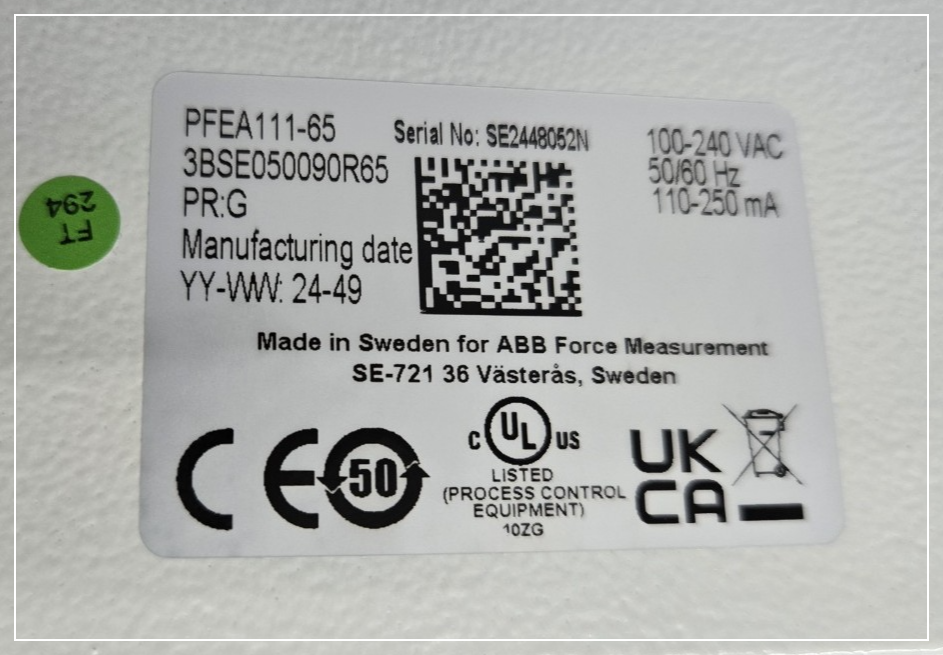 PFEA111-65
3BSE050090R65
PR:G
Manufacturing date
YY-WW: 24-49
Serial No: SE2448052N
100-240 VAC
50/60 Hz
110-250 mA
Made in Sweden for ABB Force Measurement
SE-721 36 Västerås, Sweden
CE
50
C UL US
LISTED
(PROCESS CONTROL
EQUIPMENT)
10ZG
UK
CA
FT
294